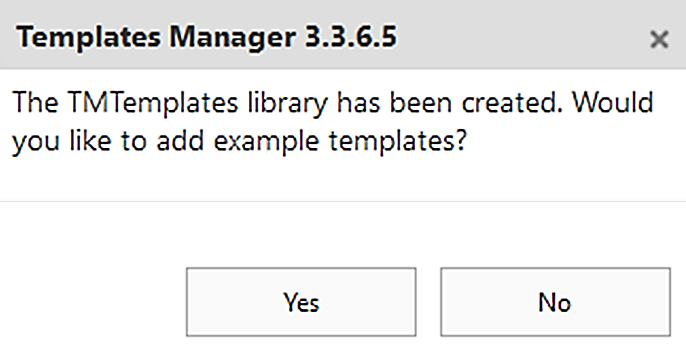 Templates Manager 3.3.6.5
The TMTemplates library has been created. Would
you like to add example templates?
Yes
No